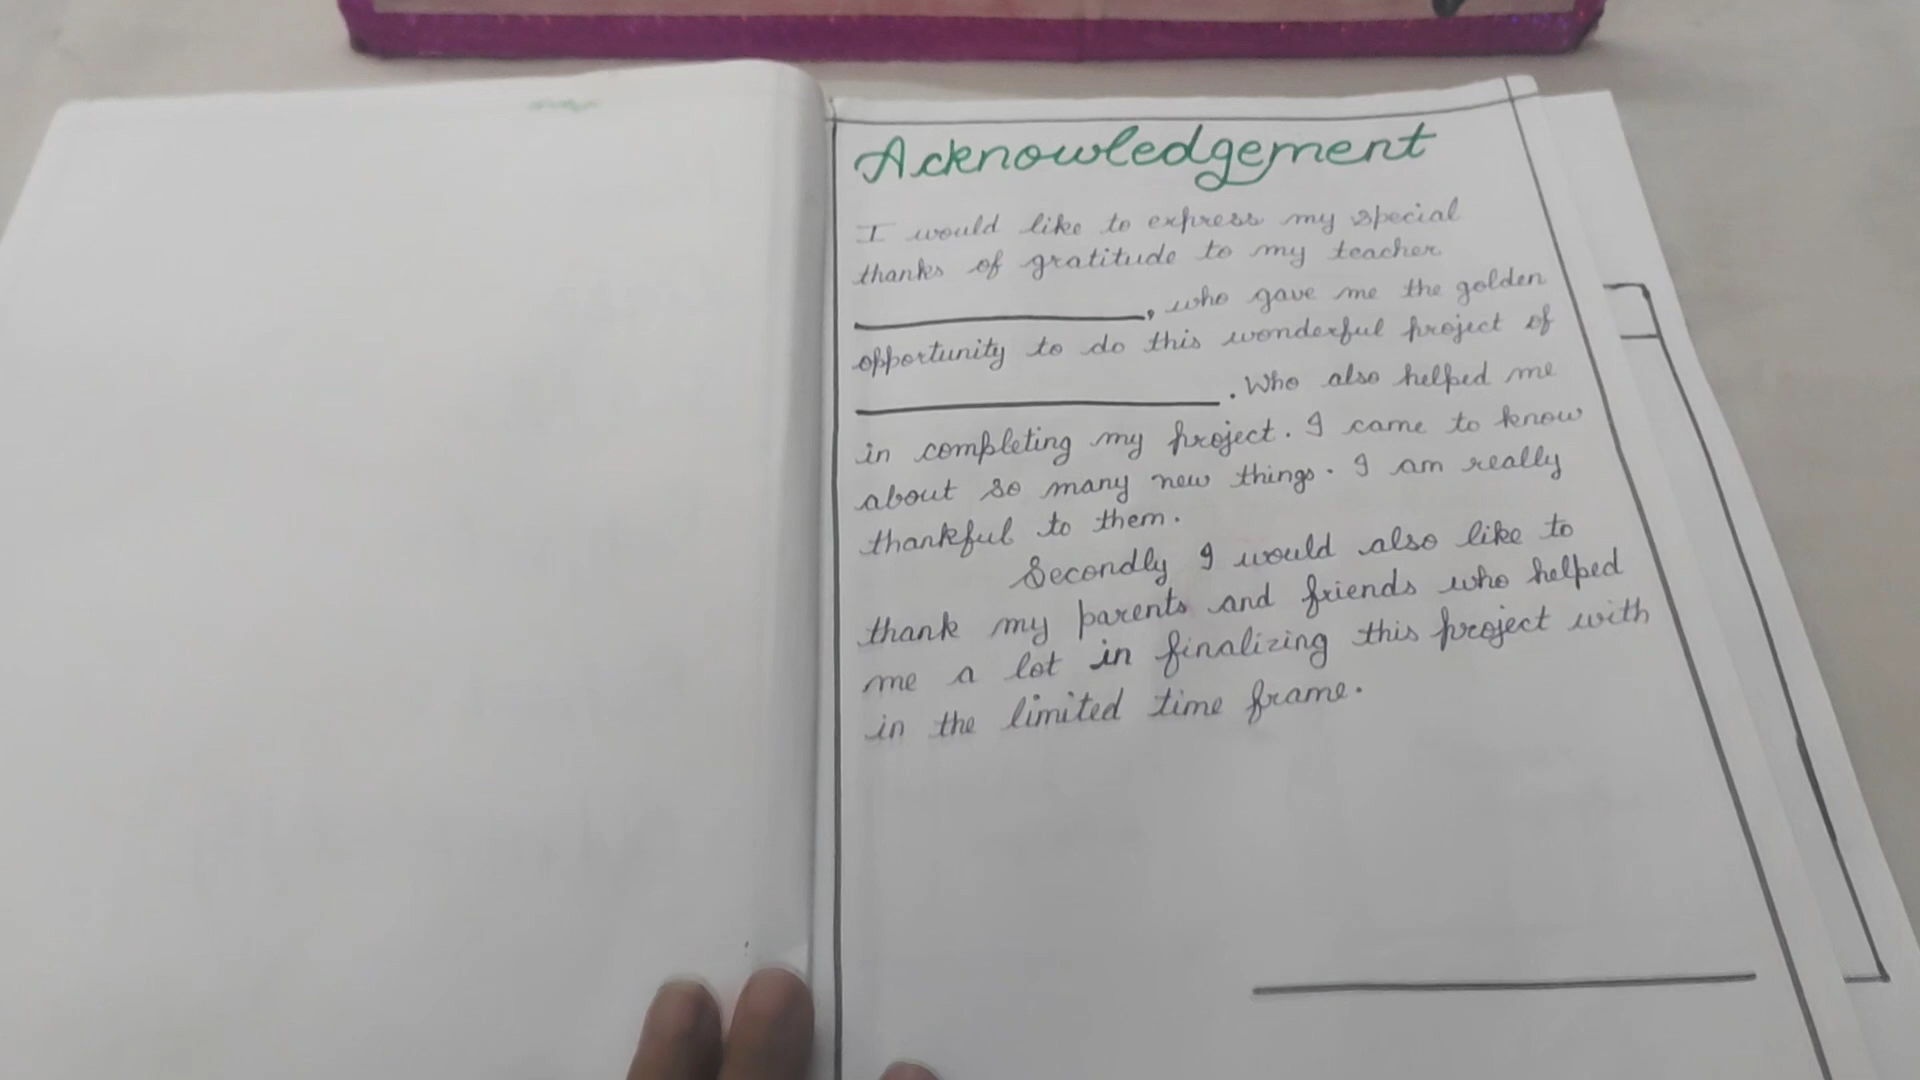 Acknowledgement
I would like to express my special
thanks of gratitude to my teacher
, who gave me the golden
opportunity to do this wonderful project of
. Who also helped me
in completing my project. I came to know
about so many new things. I am really
thankful to them.
Secondly I would also like to
thank my parents and friends who helped
me a lot in finalizing this project with
in the limited time frame.